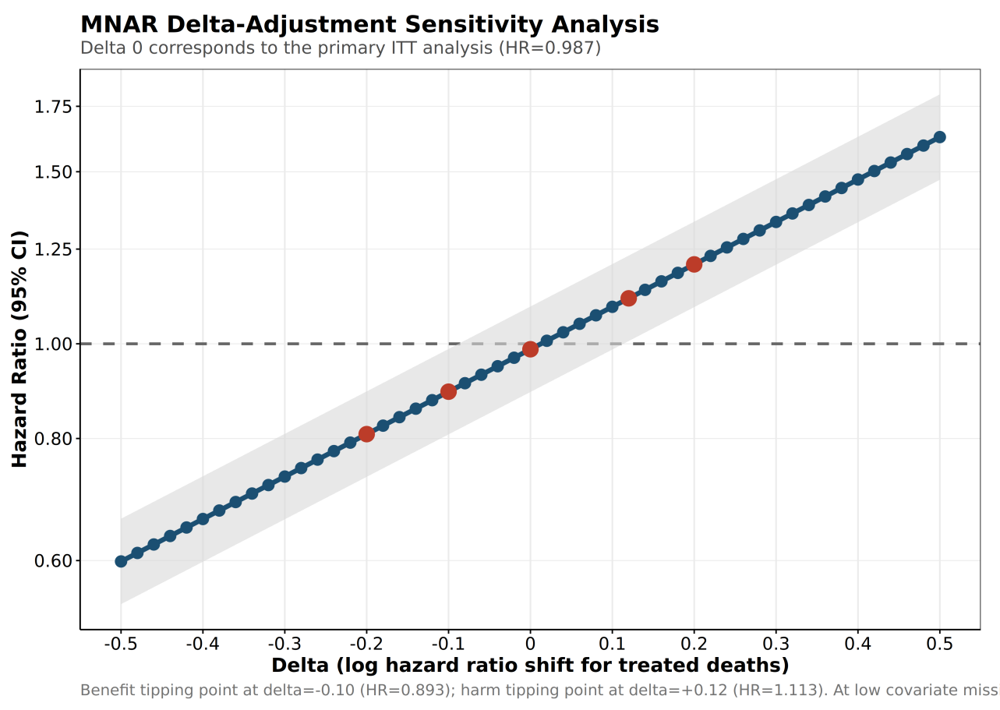 MNAR Delta-Adjustment Sensitivity Analysis
Delta 0 corresponds to the primary ITT analysis (HR=0.987)
Hazard Ratio (95% CI)
1.75
1.50
1.25
1.00
0.80
0.60
-0.5 -0.4 -0.3 -0.2 -0.1 0 0.1 0.2 0.3 0.4 0.5
Delta (log hazard ratio shift for treated deaths)
Benefit tipping point at delta=-0.10 (HR=0.893); harm tipping point at delta=+0.12 (HR=1.113). At low covariate